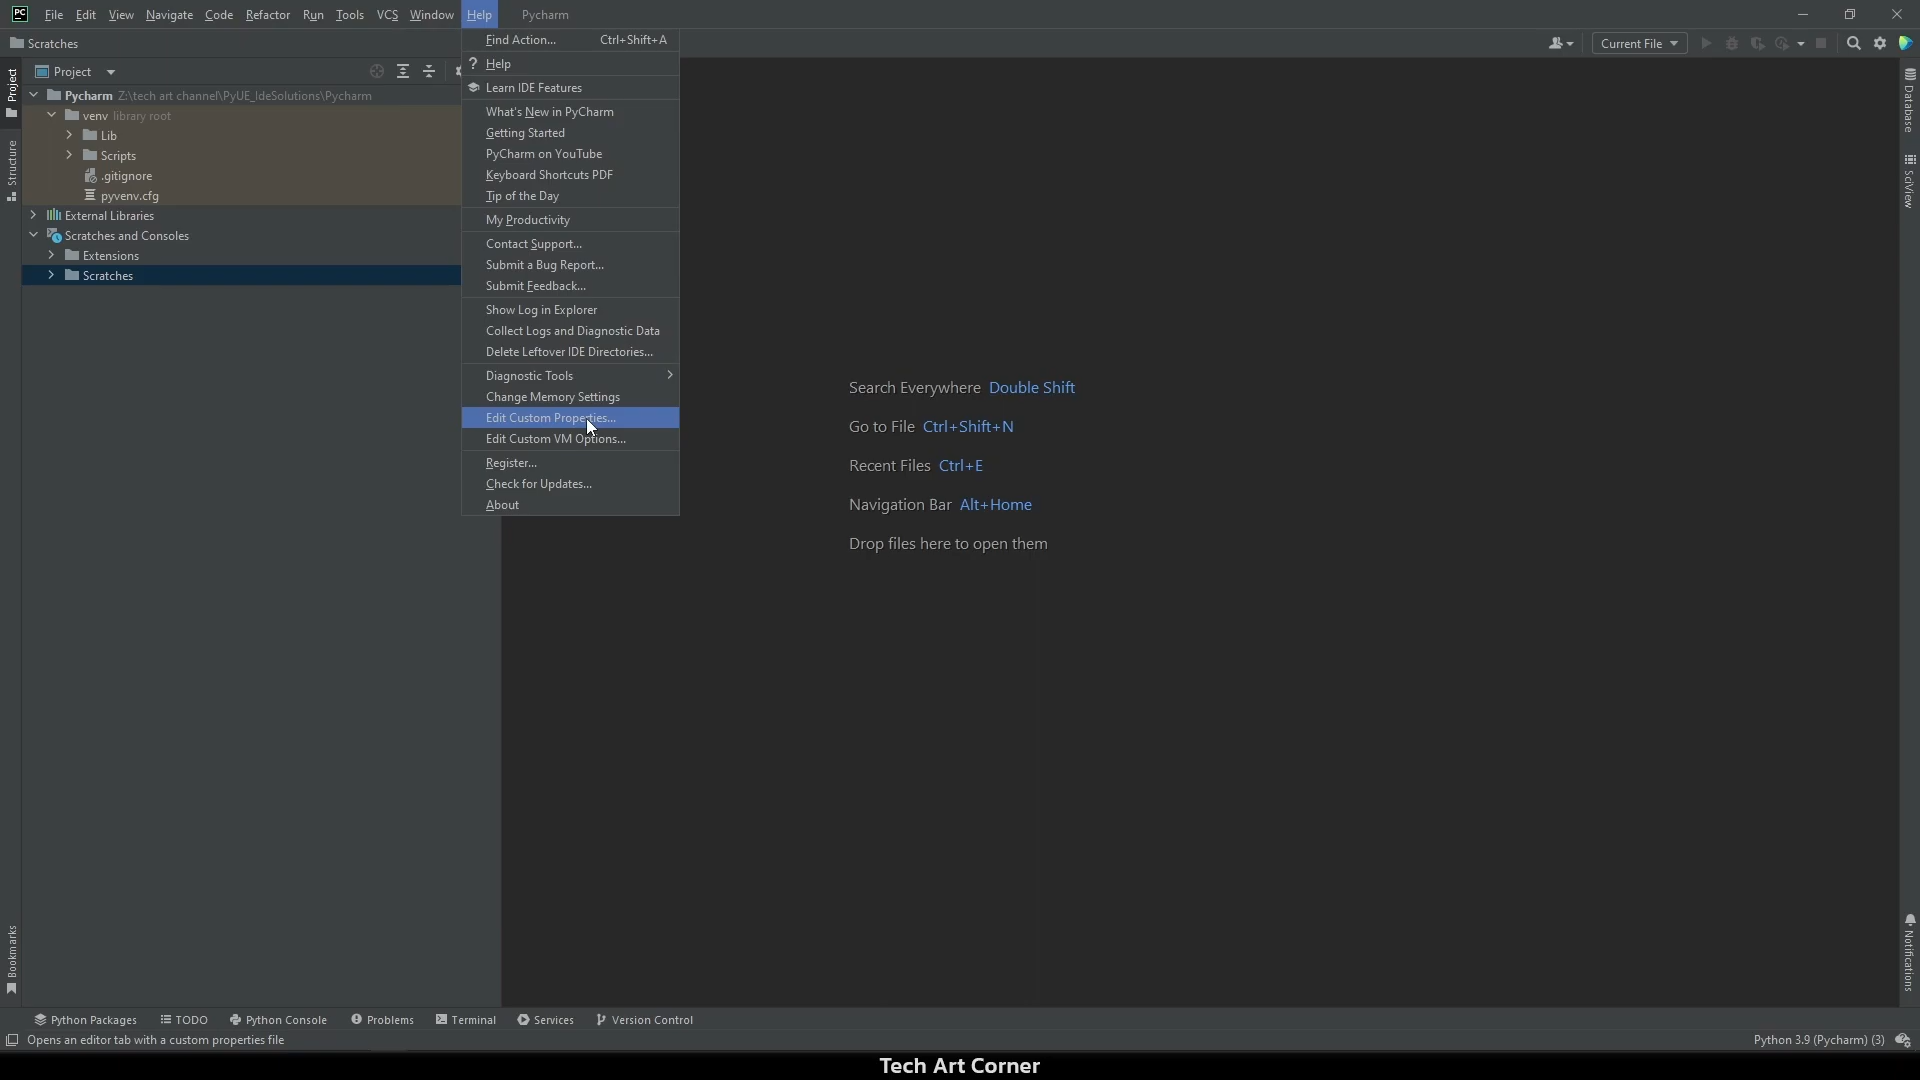 PC File Edit View Navigate Code Refactor Run Tools VCS Window Help Pycharm
Scratches
Current File
Project
Pycharm Z:\tech art channel\PyUE_IdeSolutions\Pycharm
venv library root
Lib
Scripts
.gitignore
pyvenv.cfg
External Libraries
Scratches and Consoles
Extensions
Scratches
Find Action... Ctrl+Shift+A
? Help
Learn IDE Features
What's New in PyCharm
Getting Started
PyCharm on YouTube
Keyboard Shortcuts PDF
Tip of the Day
My Productivity
Contact Support...
Submit a Bug Report...
Submit Feedback...
Show Log in Explorer
Collect Logs and Diagnostic Data
Delete Leftover IDE Directories...
Diagnostic Tools
Change Memory Settings
Edit Custom Properties...
Edit Custom VM Options...
Register...
Check for Updates...
About
Search Everywhere Double Shift
Go to File Ctrl+Shift+N
Recent Files Ctrl+E
Navigation Bar Alt+Home
Drop files here to open them
Project
Structure
Bookmarks
Database
SciView
Notifications
Python Packages TODO Python Console Problems Terminal Services Version Control
Opens an editor tab with a custom properties file
Python 3.9 (Pycharm) (3)
Tech Art Corner